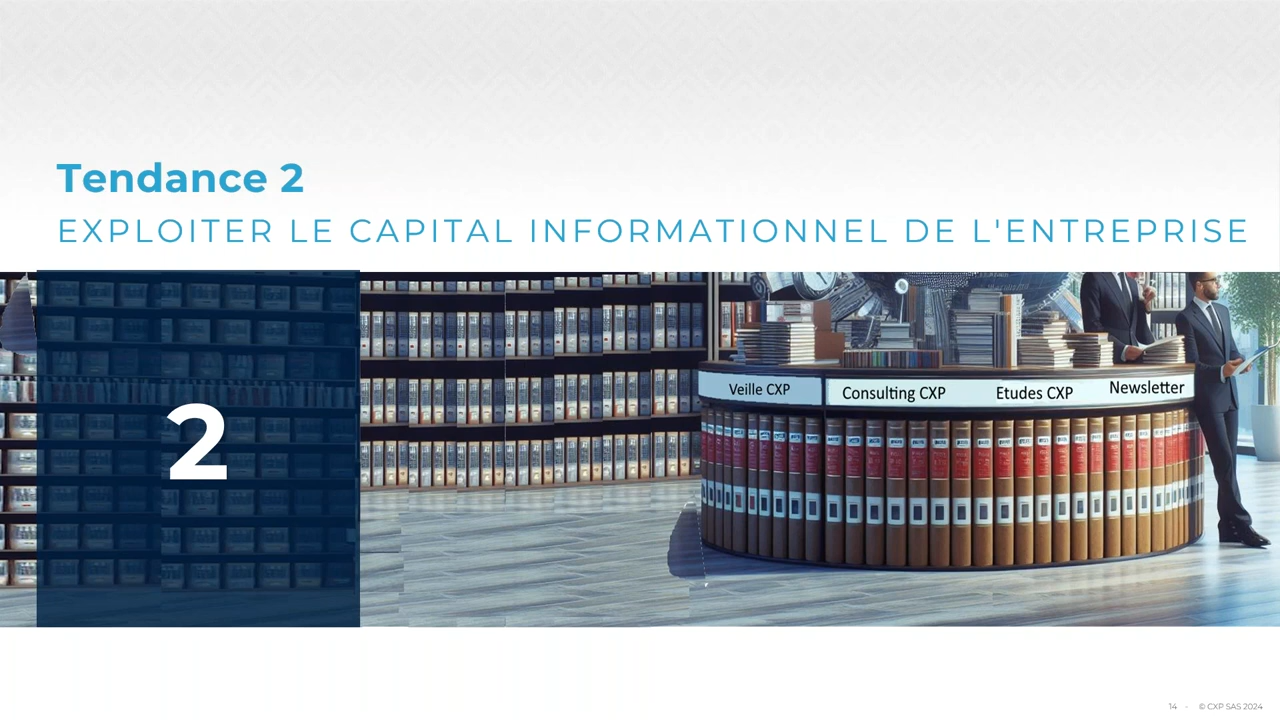 Tendance 2
EXPLOITER LE CAPITAL INFORMATIONNEL DE L'ENTREPRISE
2
Veille CXP
Consulting CXP
Etudes CXP
Newsletter
14 - © CXP SAS 2024